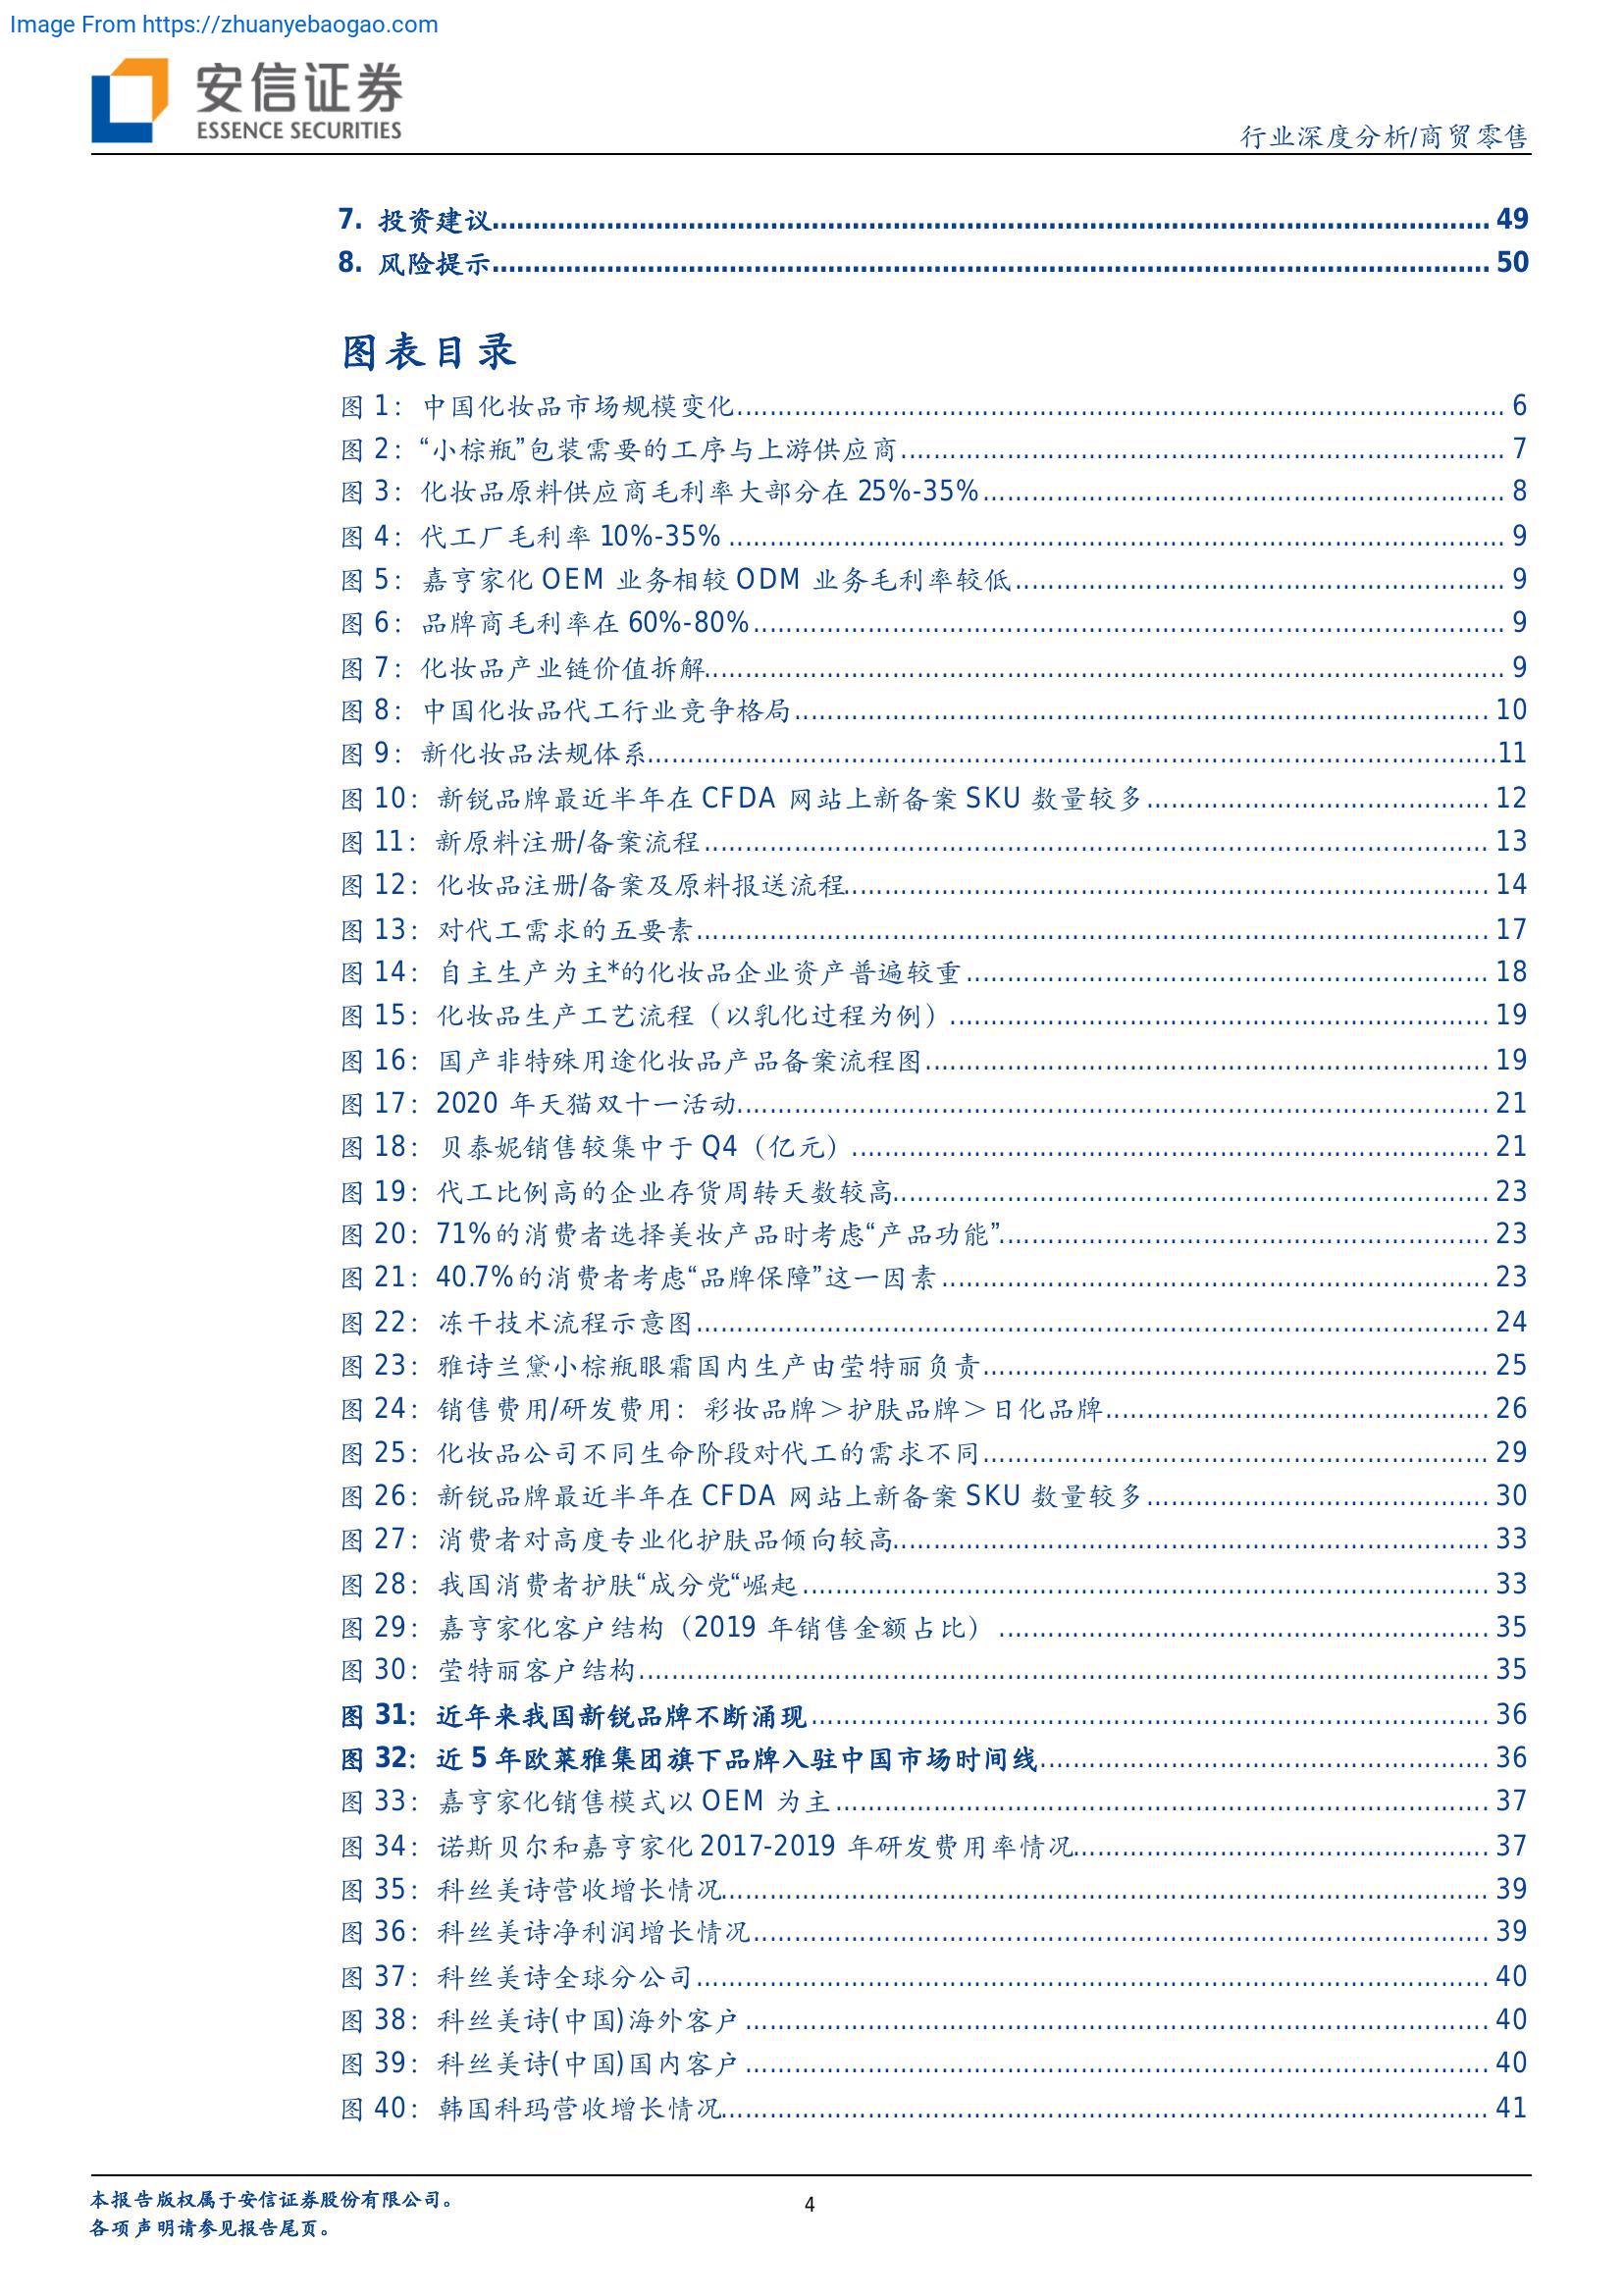 Image From https://zhuanyebaogao.com
安信证券
ESSENCE SECURITIES
行业深度分析/商贸零售
7. 投资建议 49
8. 风险提示 50
图表目录
图 1：中国化妆品市场规模变化 6
图 2：“小棕瓶”包装需要的工序与上游供应商 7
图 3：化妆品原料供应商毛利率大部分在 25%-35% 8
图 4：代工厂毛利率 10%-35% 9
图 5：嘉亨家化 OEM 业务相较 ODM 业务毛利率较低 9
图 6：品牌商毛利率在 60%-80% 9
图 7：化妆品产业链价值拆解 9
图 8：中国化妆品代工行业竞争格局 10
图 9：新化妆品法规体系 11
图 10：新锐品牌最近半年在 CFDA 网站上新备案 SKU 数量较多 12
图 11：新原料注册/备案流程 13
图 12：化妆品注册/备案及原料报送流程 14
图 13：对代工需求的五要素 17
图 14：自主生产为主*的化妆品企业资产普遍较重 18
图 15：化妆品生产工艺流程（以乳化过程为例） 19
图 16：国产非特殊用途化妆品产品备案流程图 19
图 17：2020 年天猫双十一活动 21
图 18：贝泰妮销售较集中于 Q4（亿元） 21
图 19：代工比例高的企业存货周转天数较高 23
图 20：71%的消费者选择美妆产品时考虑“产品功能” 23
图 21：40.7%的消费者考虑“品牌保障”这一因素 23
图 22：冻干技术流程示意图 24
图 23：雅诗兰黛小棕瓶眼霜国内生产由莹特丽负责 25
图 24：销售费用/研发费用：彩妆品牌＞护肤品牌＞日化品牌 26
图 25：化妆品公司不同生命阶段对代工的需求不同 29
图 26：新锐品牌最近半年在 CFDA 网站上新备案 SKU 数量较多 30
图 27：消费者对高度专业化护肤品倾向较高 33
图 28：我国消费者护肤“成分党“崛起 33
图 29：嘉亨家化客户结构（2019 年销售金额占比） 35
图 30：莹特丽客户结构 35
图 31：近年来我国新锐品牌不断涌现 36
图 32：近 5 年欧莱雅集团旗下品牌入驻中国市场时间线 36
图 33：嘉亨家化销售模式以 OEM 为主 37
图 34：诺斯贝尔和嘉亨家化 2017-2019 年研发费用率情况 37
图 35：科丝美诗营收增长情况 39
图 36：科丝美诗净利润增长情况 39
图 37：科丝美诗全球分公司 40
图 38：科丝美诗(中国)海外客户 40
图 39：科丝美诗(中国)国内客户 40
图 40：韩国科玛营收增长情况 41
本报告版权属于安信证券股份有限公司。
4
各项声明请参见报告尾页。